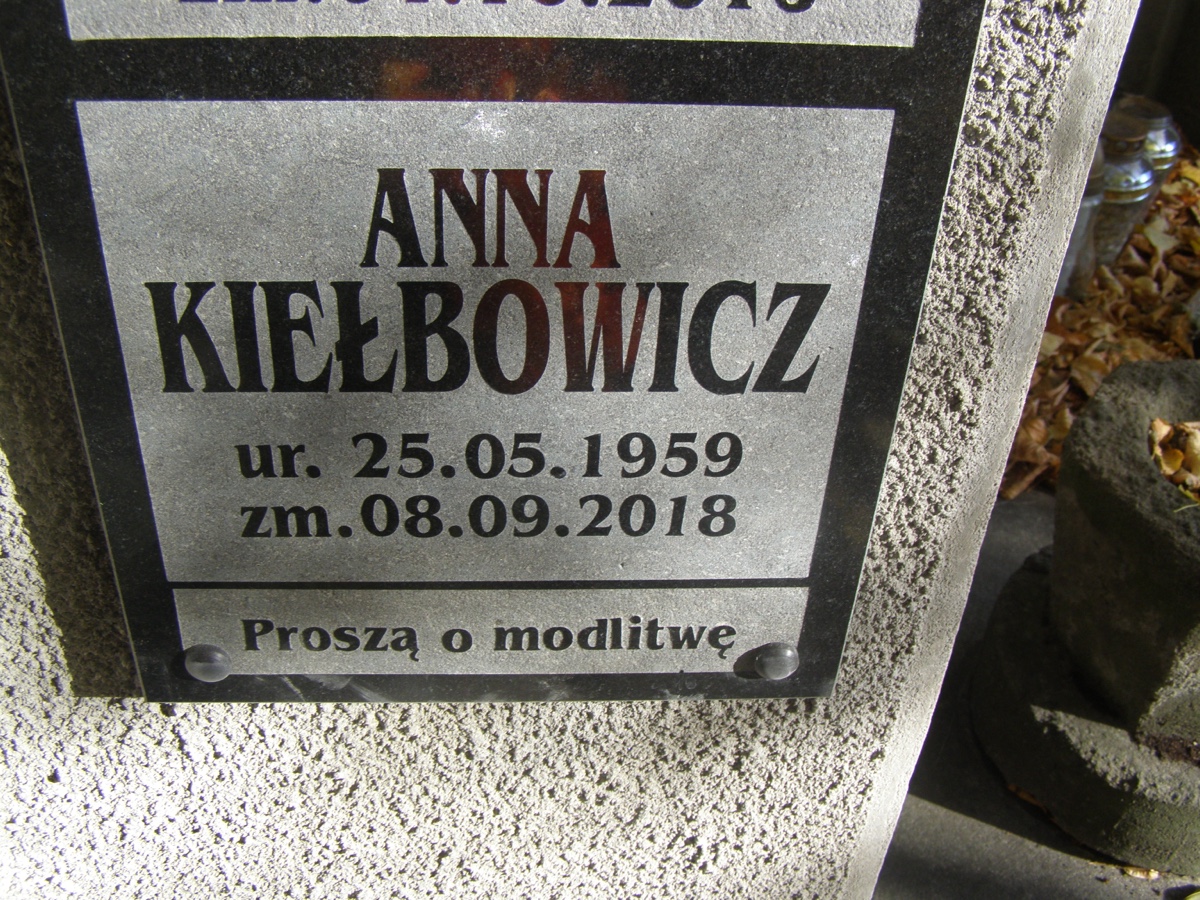 ANNA
KIEŁBOWICZ
ur. 25.05.1959
zm.08.09.2018
Proszą o modlitwę